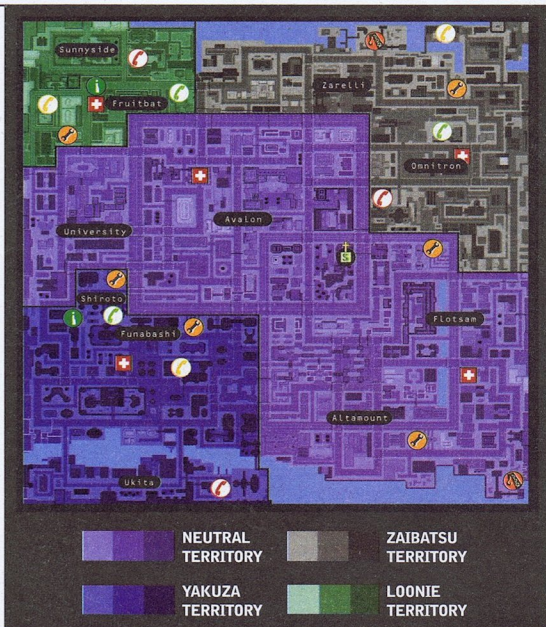 Sunnyside
Zarelli
Fruitbat
Omnitron
Avalon
University
S
Shiroto
Flotsam
Funabashi
Altamount
Ukita
NEUTRAL
TERRITORY
ZAIBATSU
TERRITORY
YAKUZA
TERRITORY
LOONIE
TERRITORY